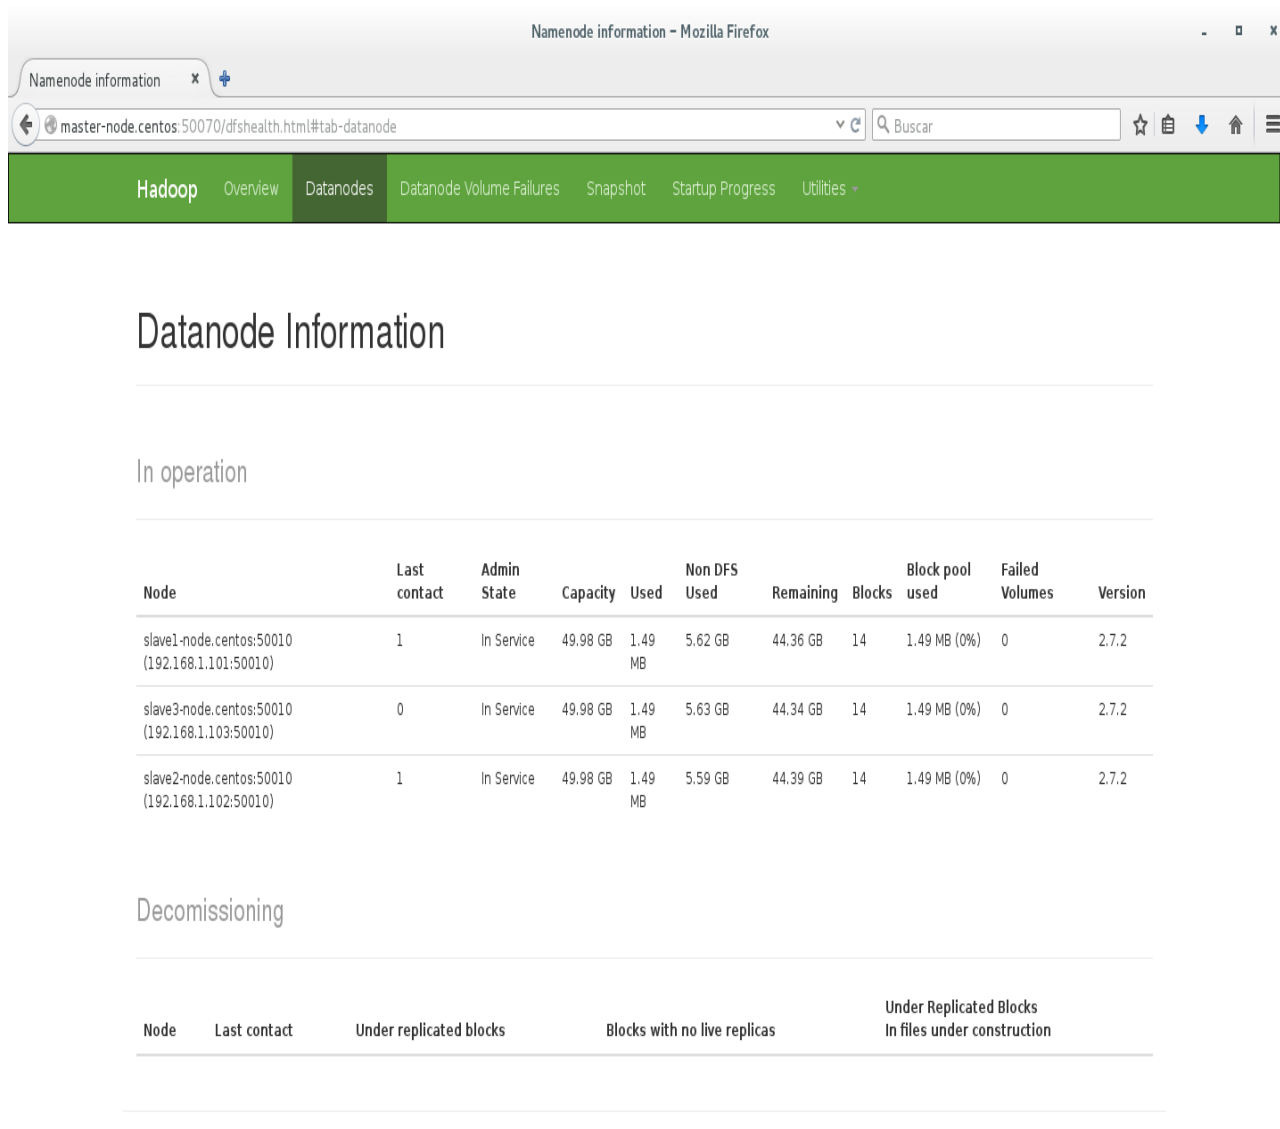 Namenode information - Mozilla Firefox
Namenode information
master-node.centos:50070/dfshealth.html#tab-datanode
Buscar
Hadoop Overview Datanodes Datanode Volume Failures Snapshot Startup Progress Utilities
Datanode Information
In operation
Node Last contact Admin State Capacity Used Non DFS Used Remaining Blocks Block pool used Failed Volumes Version
slave1-node.centos:50010 1 In Service 49.98 GB 1.49 MB 5.62 GB 44.36 GB 14 1.49 MB (0%) 0 2.7.2
(192.168.1.101:50010)
slave3-node.centos:50010 0 In Service 49.98 GB 1.49 MB 5.63 GB 44.34 GB 14 1.49 MB (0%) 0 2.7.2
(192.168.1.103:50010)
slave2-node.centos:50010 1 In Service 49.98 GB 1.49 MB 5.59 GB 44.39 GB 14 1.49 MB (0%) 0 2.7.2
(192.168.1.102:50010)
Decomissioning
Node Last contact Under replicated blocks Blocks with no live replicas Under Replicated Blocks
In files under construction